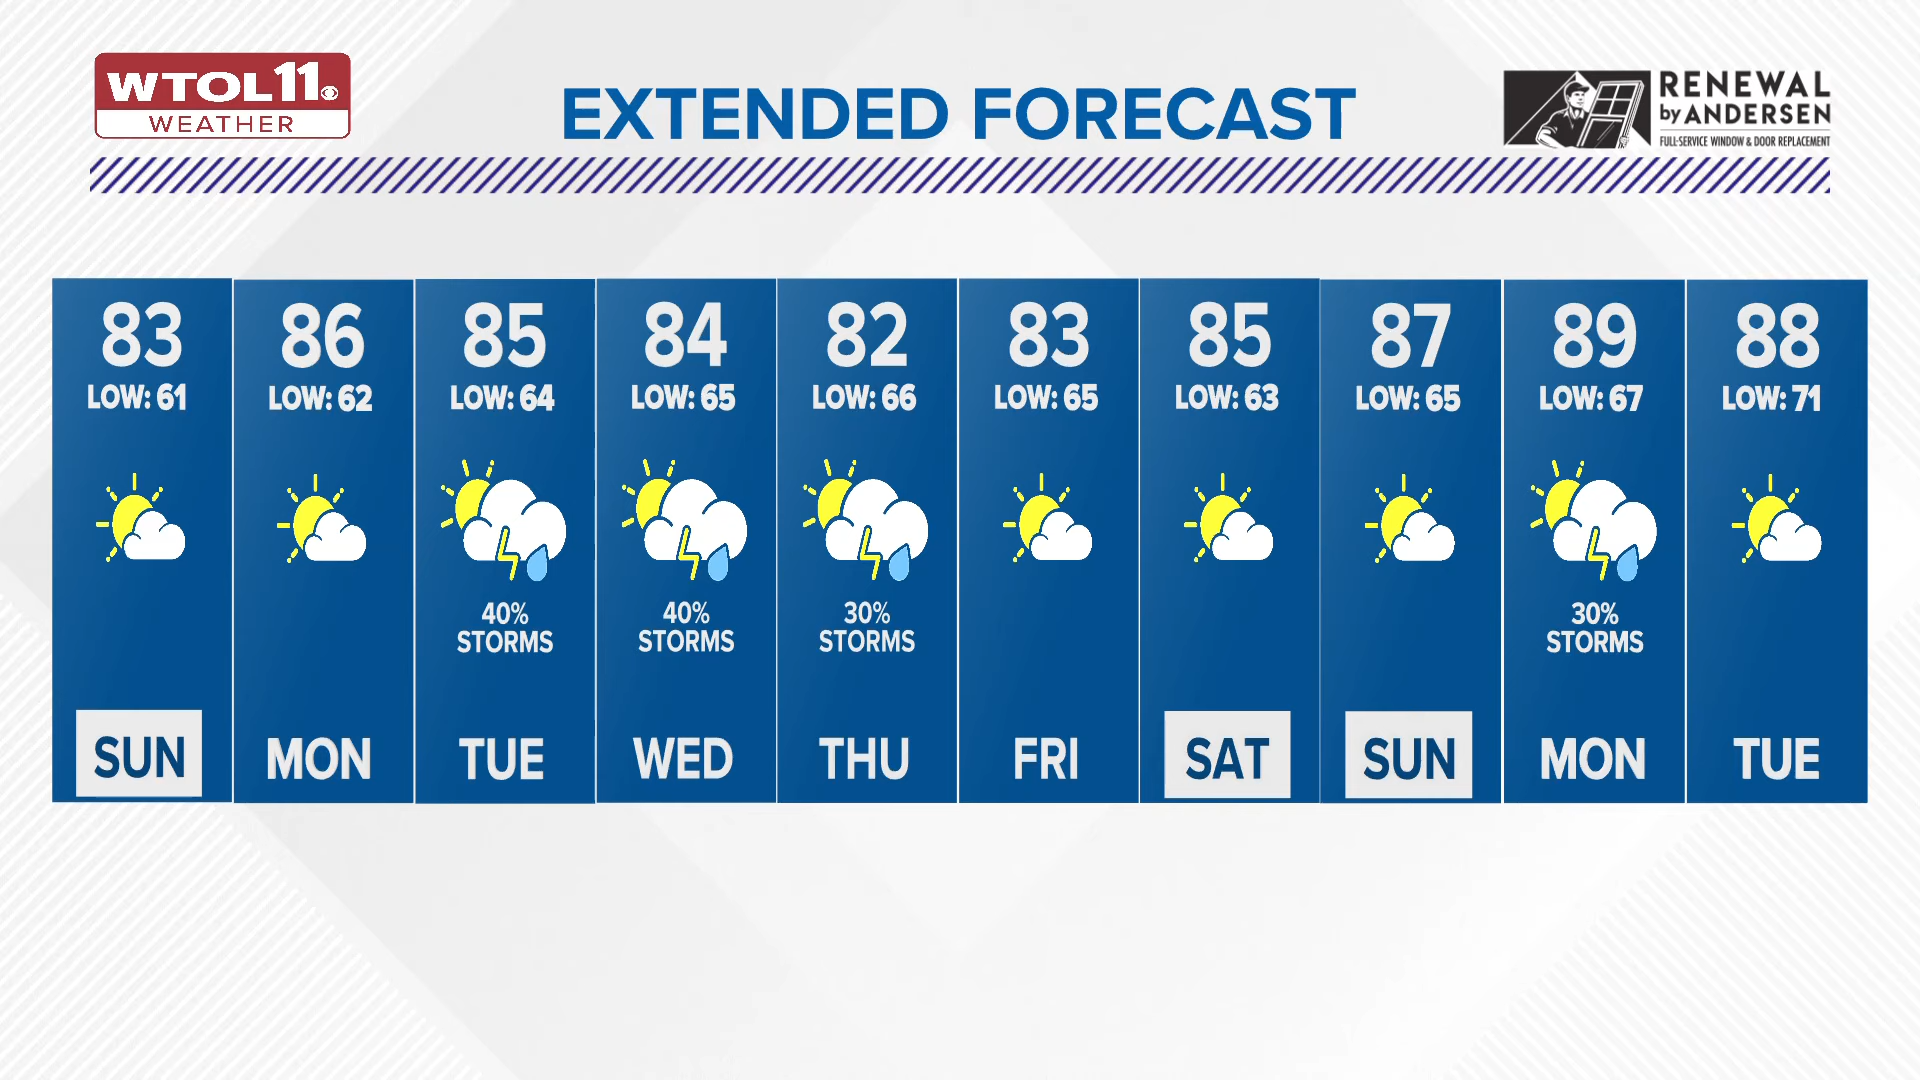 WTOL 11
WEATHER
EXTENDED FORECAST
RENEWAL
by ANDERSEN
FULL-SERVICE WINDOW & DOOR REPLACEMENT
83
LOW: 61
SUN
86
LOW: 62
MON
85
LOW: 64
40%
STORMS
TUE
84
LOW: 65
40%
STORMS
WED
82
LOW: 66
30%
STORMS
THU
83
LOW: 65
FRI
85
LOW: 63
SAT
87
LOW: 65
SUN
89
LOW: 67
30%
STORMS
MON
88
LOW: 71
TUE